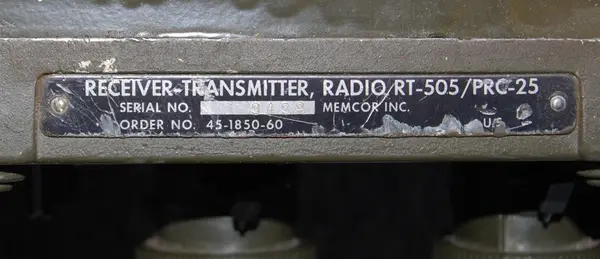 RECEIVER-TRANSMITTER, RADIO/RT-505/PRC-25
SERIAL NO. MEMCOR INC.
ORDER NO. 45-1850-60 U/S